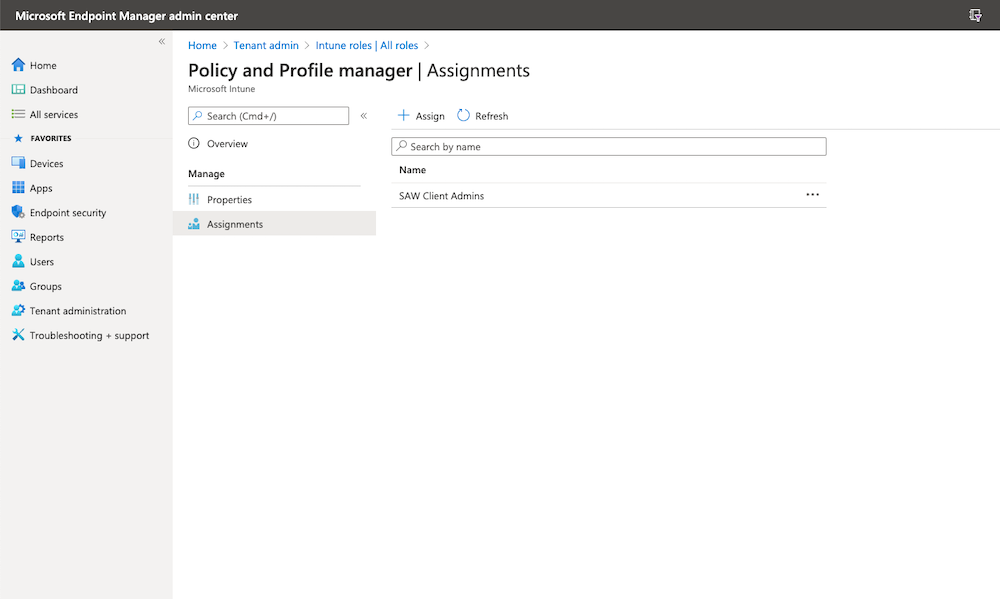 Microsoft Endpoint Manager admin center
«
Home
Dashboard
All services
FAVORITES
Devices
Apps
Endpoint security
Reports
Users
Groups
Tenant administration
Troubleshooting + support
Home > Tenant admin > Intune roles | All roles >
Policy and Profile manager | Assignments
Microsoft Intune
Search (Cmd+/) «
Overview
Manage
Properties
Assignments
+ Assign Refresh
Search by name
Name
SAW Client Admins ···